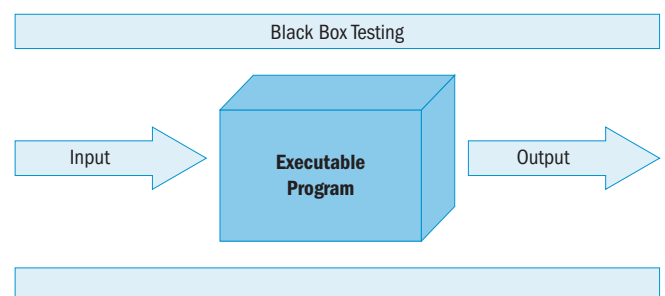 Black Box Testing
Input
Executable
Program
Output